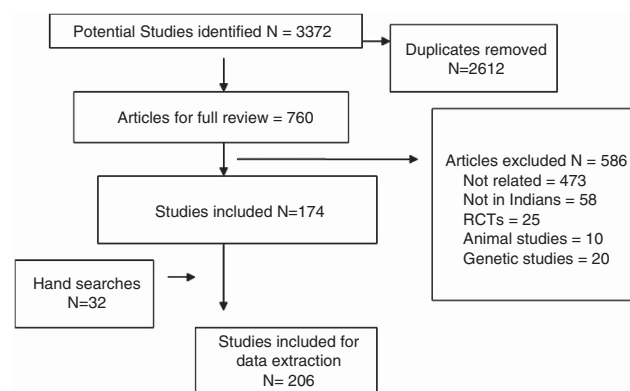 Potential Studies identified N = 3372
Duplicates removed
N=2612
Articles for full review = 760
Articles excluded N = 586
Not related = 473
Not in Indians = 58
RCTs = 25
Animal studies = 10
Genetic studies = 20
Studies included N=174
Hand searches
N=32
Studies included for
data extraction
N= 206